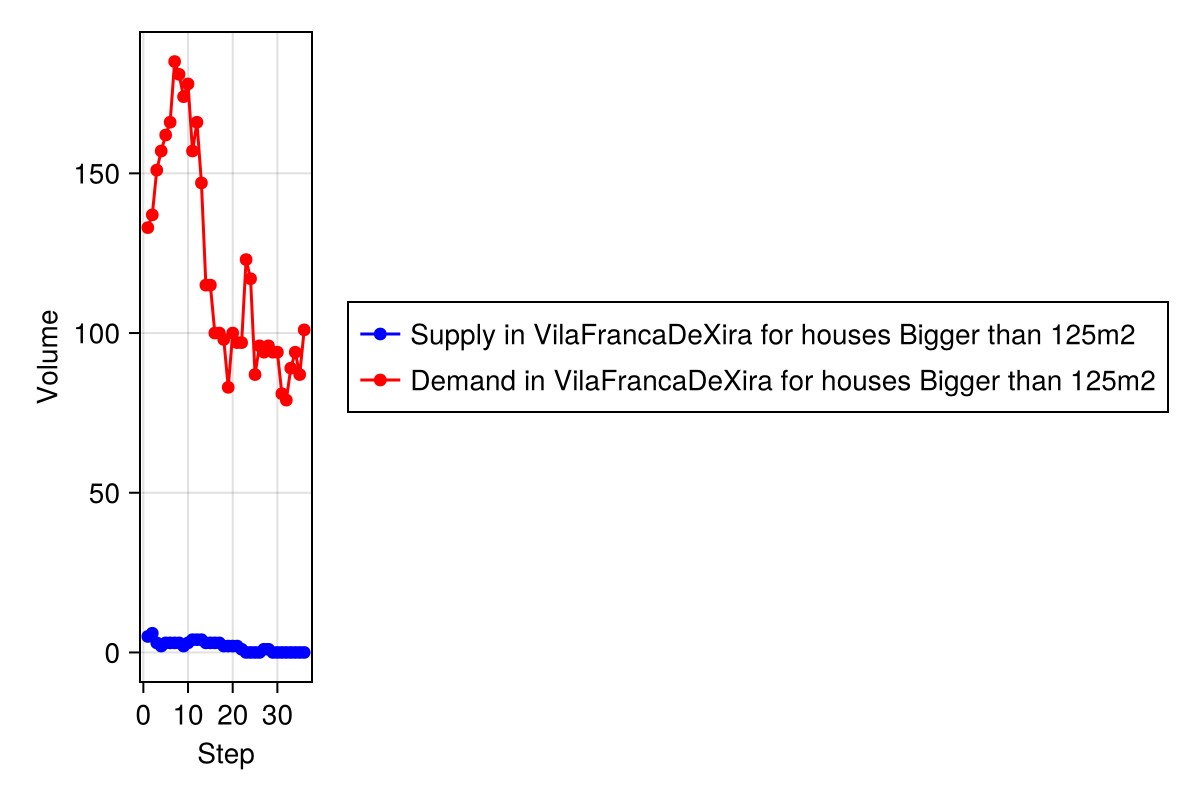 Volume
150
100
50
0
0 10 20 30
Step
Supply in VilaFrancaDeXira for houses Bigger than 125m2
Demand in VilaFrancaDeXira for houses Bigger than 125m2